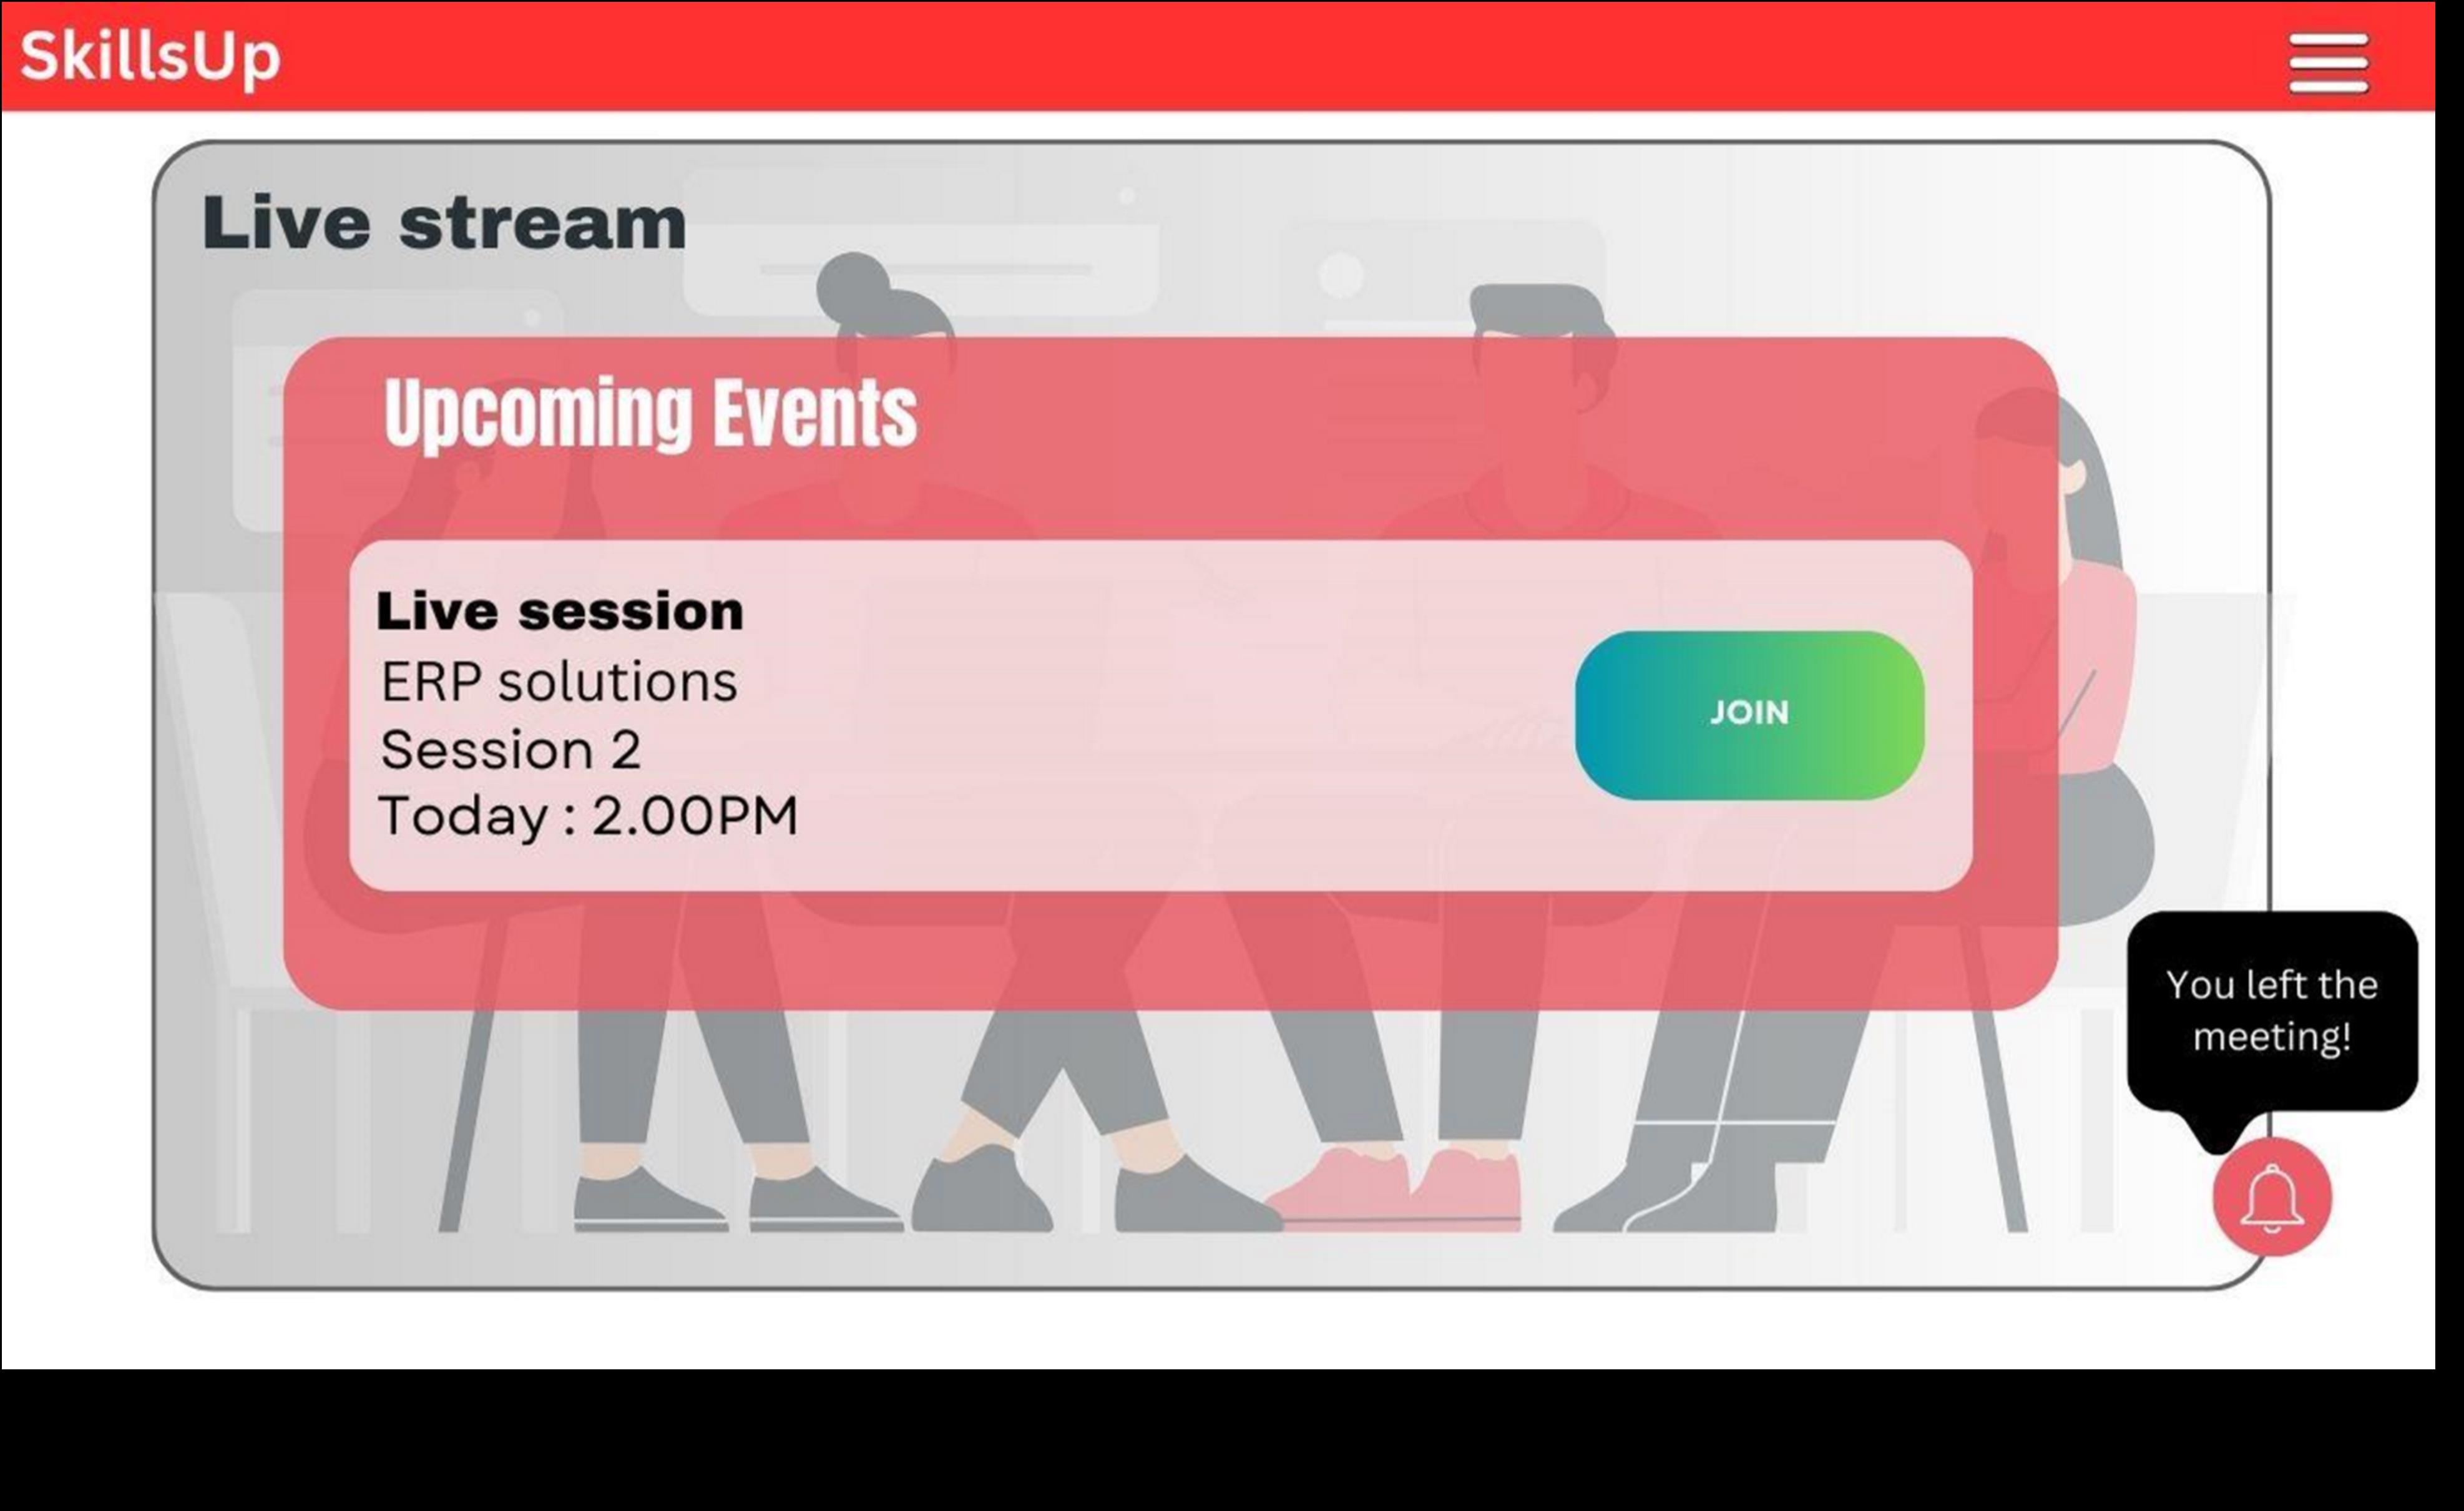 SkillsUp
Live stream
Upcoming Events
Live session
ERP solutions
Session 2
Today : 2.00PM
JOIN
You left the
meeting!